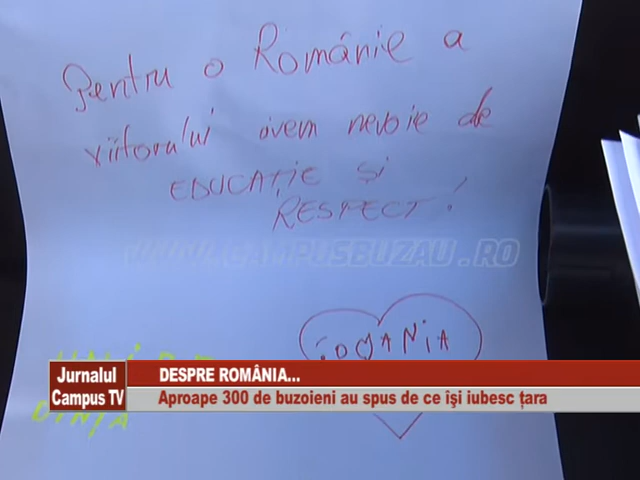 Pentru o Românie a
viitorului avem nevoie de
EDUCAȚIE și
RESPECT!
WWW.CAMPUSBUZAU.RO
Jurnalul
Campus TV
DESPRE ROMÂNIA...
Aproape 300 de buzoieni au spus de ce își iubesc țara